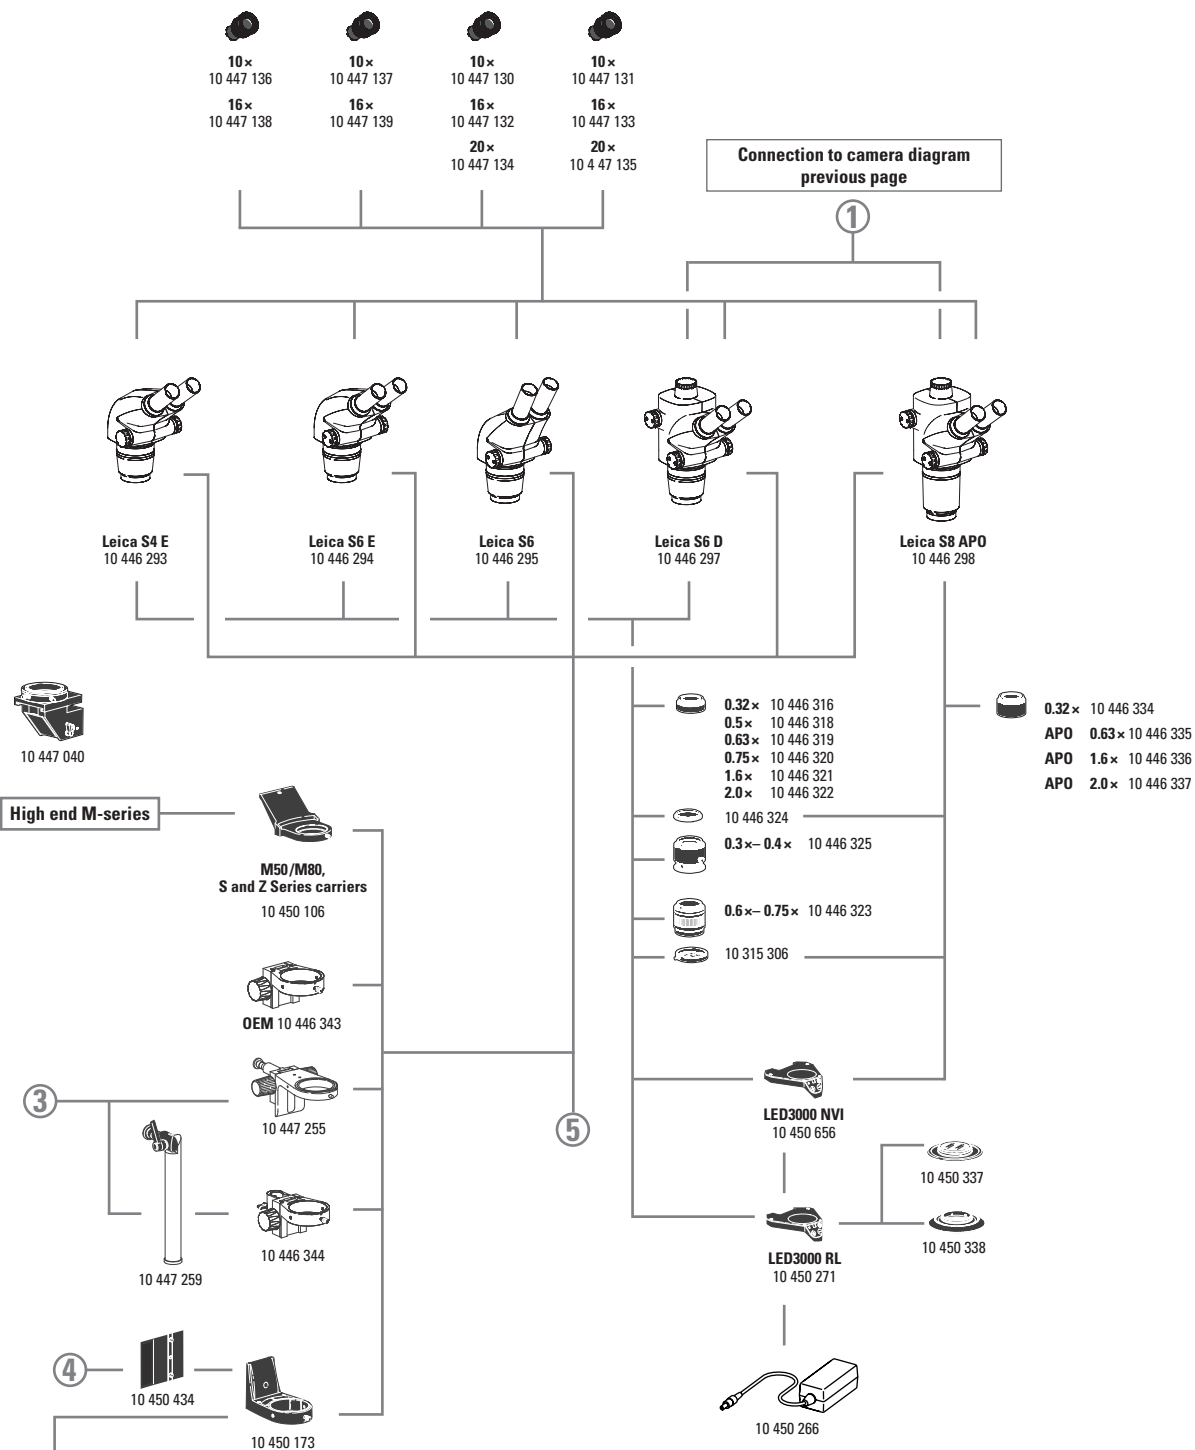 10×
10 447 136
16×
10 447 138
10×
10 447 137
16×
10 447 139
10×
10 447 130
16×
10 447 132
20×
10 447 134
10×
10 447 131
16×
10 447 133
20×
10 4 47 135
Connection to camera diagram
previous page
1
Leica S4 E
10 446 293
Leica S6 E
10 446 294
Leica S6
10 446 295
Leica S6 D
10 446 297
Leica S8 APO
10 446 298
10 447 040
0.32× 10 446 316
0.5× 10 446 318
0.63× 10 446 319
0.75× 10 446 320
1.6× 10 446 321
2.0× 10 446 322
10 446 324
0.3×– 0.4× 10 446 325
0.6×– 0.75× 10 446 323
10 315 306
0.32× 10 446 334
APO 0.63× 10 446 335
APO 1.6× 10 446 336
APO 2.0× 10 446 337
High end M-series
M50/M80,
S and Z Series carriers
10 450 106
OEM 10 446 343
3
10 447 255
5
10 447 259
10 446 344
LED3000 NVI
10 450 656
10 450 337
LED3000 RL
10 450 271
10 450 338
4
10 450 434
10 450 173
10 450 266